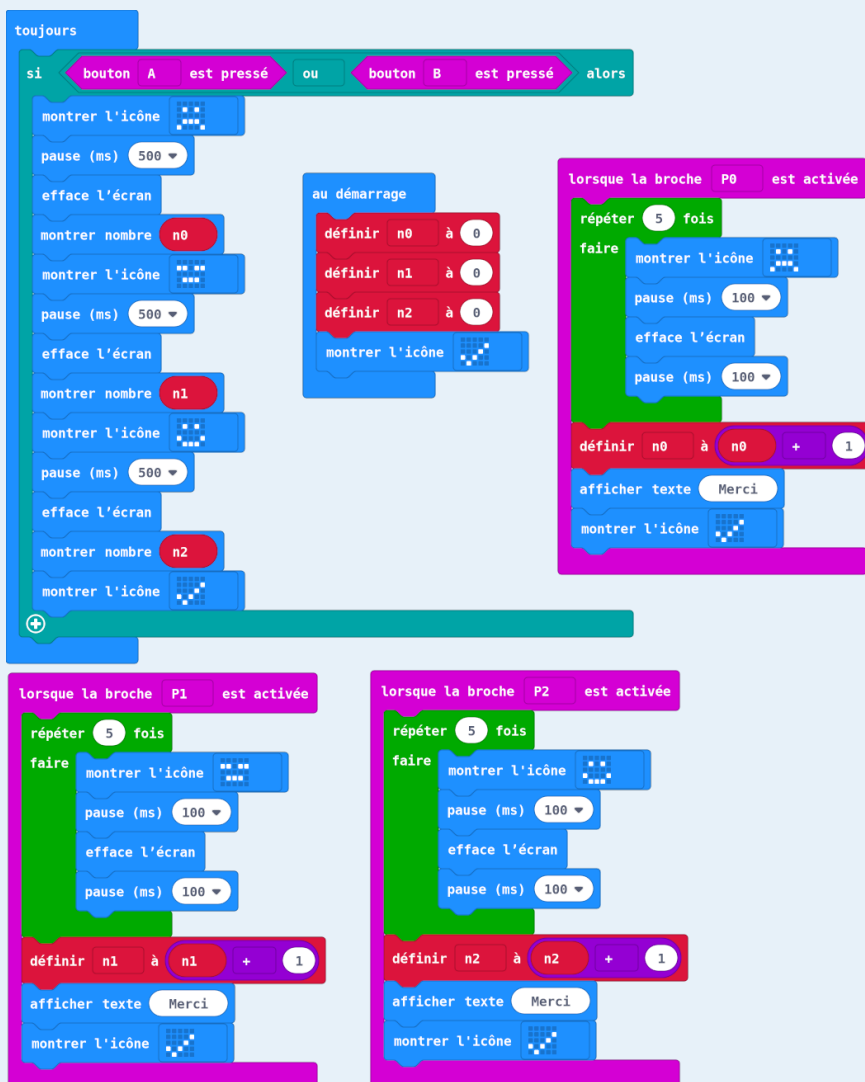 toujours
si bouton A est pressé ou bouton B est pressé alors
montrer l'icône
pause (ms) 500
efface l'écran
montrer nombre n0
montrer l'icône
pause (ms) 500
efface l'écran
montrer nombre n1
montrer l'icône
pause (ms) 500
efface l'écran
montrer nombre n2
montrer l'icône
au démarrage
définir n0 à 0
définir n1 à 0
définir n2 à 0
montrer l'icône
lorsque la broche P0 est activée
répéter 5 fois
faire
montrer l'icône
pause (ms) 100
efface l'écran
pause (ms) 100
définir n0 à n0 + 1
afficher texte Merci
montrer l'icône
lorsque la broche P1 est activée
répéter 5 fois
faire
montrer l'icône
pause (ms) 100
efface l'écran
pause (ms) 100
définir n1 à n1 + 1
afficher texte Merci
montrer l'icône
lorsque la broche P2 est activée
répéter 5 fois
faire
montrer l'icône
pause (ms) 100
efface l'écran
pause (ms) 100
définir n2 à n2 + 1
afficher texte Merci
montrer l'icône